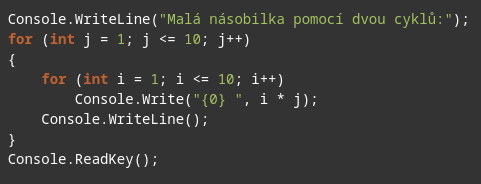 Console.WriteLine("Malá násobilka pomocí dvou cyklů:");
for (int j = 1; j <= 10; j++)
{
    for (int i = 1; i <= 10; i++)
        Console.Write("{0} ", i * j);
    Console.WriteLine();
}
Console.ReadKey();